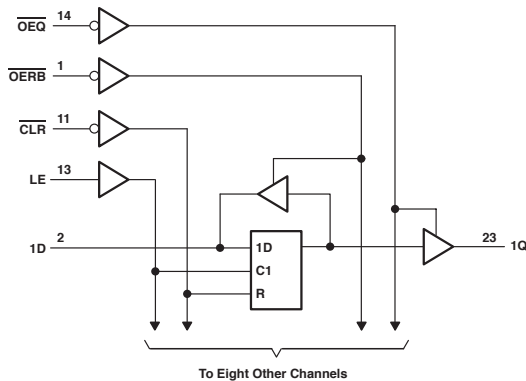 OEQ 14
OERB 1
CLR 11
LE 13
1D 2
1D
C1
R
23 1Q
To Eight Other Channels